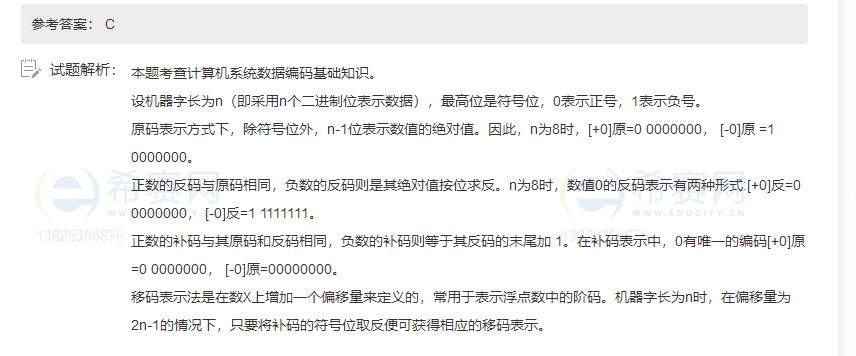 参考答案： C
试题解析：
本题考查计算机系统数据编码基础知识。
设机器字长为n（即采用n个二进制位表示数据），最高位是符号位，0表示正号，1表示负号。
原码表示方式下，除符号位外，n-1位表示数值的绝对值。因此，n为8时，[+0]原=0 0000000， [-0]原 =1
0000000。
正数的反码与原码相同，负数的反码则是其绝对值按位求反。n为8时，数值0的反码表示有两种形式:[+0]反=0
0000000， [-0]反=1 1111111。
正数的补码与其原码和反码相同，负数的补码则等于其反码的末尾加 1。在补码表示中，0有唯一的编码[+0]原
=0 0000000， [-0]原=00000000。
移码表示法是在数X上增加一个偏移量来定义的，常用于表示浮点数中的阶码。机器字长为n时，在偏移量为
2n-1的情况下，只要将补码的符号位取反便可获得相应的移码表示。
希赛网
WWW.EDUCITY.CN
13826356876
希赛网
WWW.EDUCITY.CN
13826356876